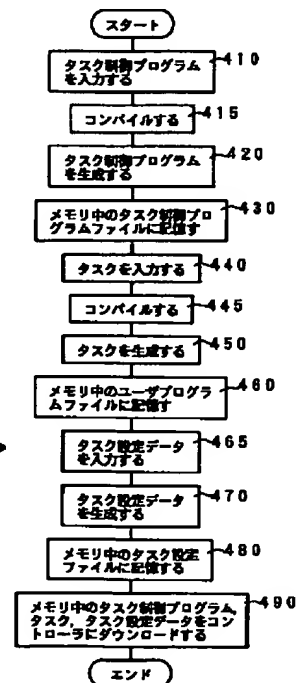 スタート
タスク制御プログラム
を入力する
410
コンパイルする
415
タスク制御プログラム
を生成する
420
メモリ中のタスク制御プロ
グラムファイルに記憶す
430
タスクを入力する
440
コンパイルする
445
タスクを生成する
450
メモリ中のユーザプログラ
ムファイルに記憶す
460
タスク設定データ
を入力する
465
タスク設定データ
を生成する
470
メモリ中のタスク設定
ファイルに記憶する
480
メモリ中のタスク制御プログラム,
タスク, タスク設定データをコント
ローラにダウンロードする
490
エンド